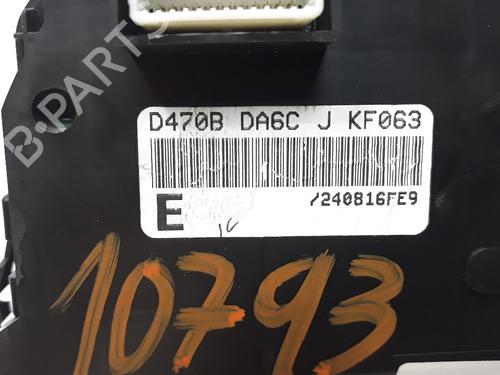 B-PARTS
D470B DA6C J KF063
E
/240816FE9
10793